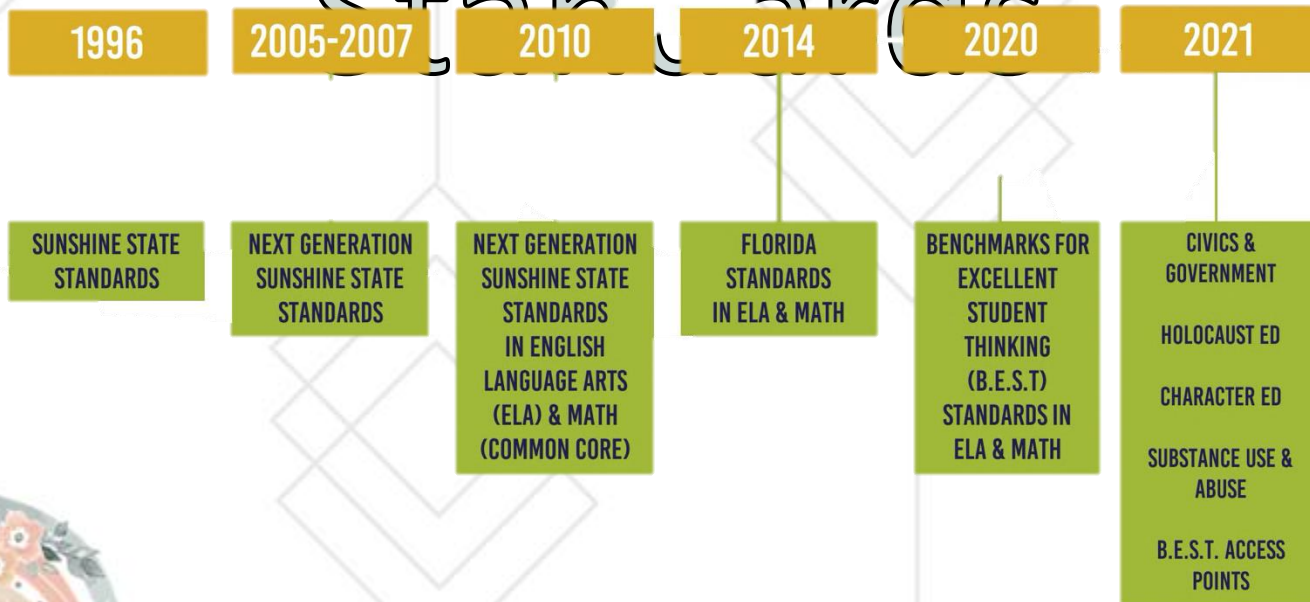 Standards
1996
2005-2007
2010
2014
2020
2021
SUNSHINE STATE
STANDARDS
NEXT GENERATION
SUNSHINE STATE
STANDARDS
NEXT GENERATION
SUNSHINE STATE
STANDARDS
IN ENGLISH
LANGUAGE ARTS
(ELA) & MATH
(COMMON CORE)
FLORIDA
STANDARDS
IN ELA & MATH
BENCHMARKS FOR
EXCELLENT
STUDENT
THINKING
(B.E.S.T)
STANDARDS IN
ELA & MATH
CIVICS &
GOVERNMENT
HOLOCAUST ED
CHARACTER ED
SUBSTANCE USE &
ABUSE
B.E.S.T. ACCESS
POINTS